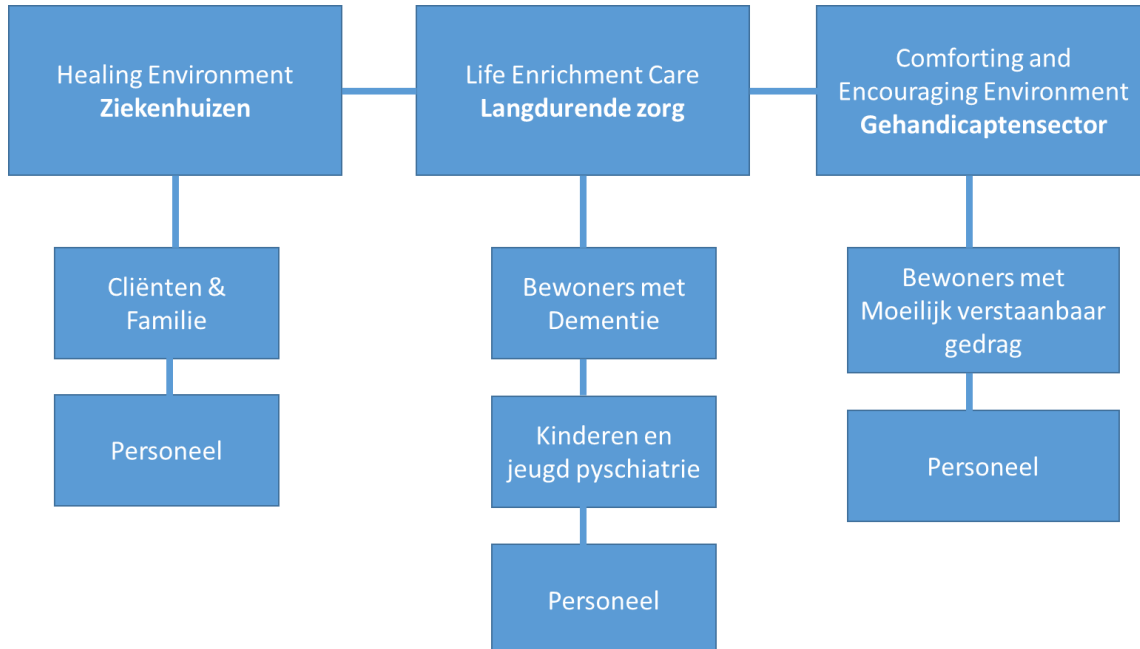 Healing Environment
Ziekenhuizen
Life Enrichment Care
Langdurende zorg
Comforting and
Encouraging Environment
Gehandicaptensector
Cliënten &
Familie
Personeel
Bewoners met
Dementie
Kinderen en
jeugd pyschiatrie
Personeel
Bewoners met
Moeilijk verstaanbaar
gedrag
Personeel